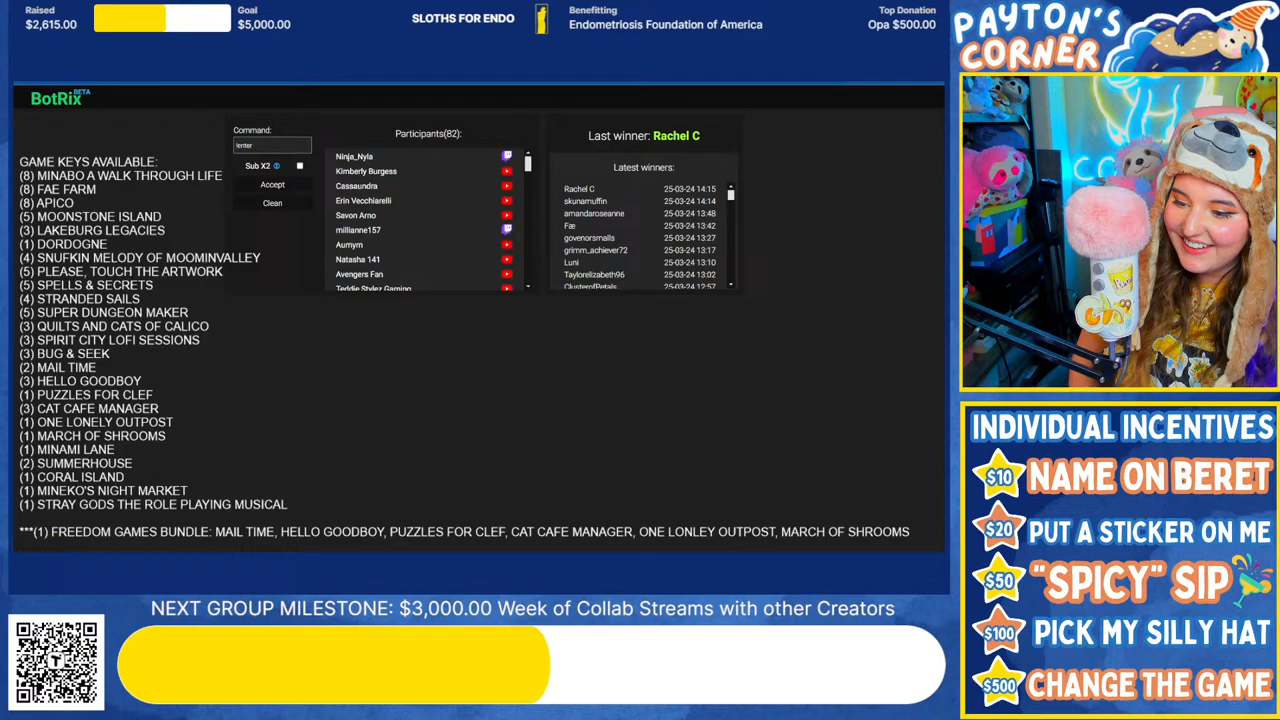 Raised
$2,615.00
Goal
$5,000.00
SLOTHS FOR ENDO
Benefitting
Endometriosis Foundation of America
Top Donation
Opa $500.00
PAYTON'S
CORNER
BotRix BETA
Command:
!enter
Sub X2
Accept
Clean
Participants(82):
Ninja_Nyla
Kimberly Burgess
Cassaundra
Erin Vecchiarelli
Savon Arno
millianne157
Aumym
Natasha 141
Avengers Fan
Teddie Stylez Gaming
Last winner: Rachel C
Latest winners:
Rachel C 25-03-24 14:15
skunamuffin 25-03-24 14:14
amandaroseanne 25-03-24 13:48
Fæ 25-03-24 13:42
govenorsmalls 25-03-24 13:27
grimm_achiever72 25-03-24 13:17
Luni 25-03-24 13:10
Taylorelizabeth96 25-03-24 13:02
ClusterofPetals 25-03-24 12:57
GAME KEYS AVAILABLE:
(8) MINABO A WALK THROUGH LIFE
(8) FAE FARM
(8) APICO
(5) MOONSTONE ISLAND
(3) LAKEBURG LEGACIES
(1) DORDOGNE
(4) SNUFKIN MELODY OF MOOMINVALLEY
(5) PLEASE, TOUCH THE ARTWORK
(5) SPELLS & SECRETS
(4) STRANDED SAILS
(5) SUPER DUNGEON MAKER
(3) QUILTS AND CATS OF CALICO
(3) SPIRIT CITY LOFI SESSIONS
(3) BUG & SEEK
(2) MAIL TIME
(3) HELLO GOODBOY
(1) PUZZLES FOR CLEF
(3) CAT CAFE MANAGER
(1) ONE LONELY OUTPOST
(1) MARCH OF SHROOMS
(1) MINAMI LANE
(2) SUMMERHOUSE
(1) CORAL ISLAND
(1) MINEKO'S NIGHT MARKET
(1) STRAY GODS THE ROLE PLAYING MUSICAL
***(1) FREEDOM GAMES BUNDLE: MAIL TIME, HELLO GOODBOY, PUZZLES FOR CLEF, CAT CAFE MANAGER, ONE LONLEY OUTPOST, MARCH OF SHROOMS
INDIVIDUAL INCENTIVES
$10 NAME ON BERET
$20 PUT A STICKER ON ME
$50 "SPICY" SIP
$100 PICK MY SILLY HAT
$500 CHANGE THE GAME
NEXT GROUP MILESTONE: $3,000.00 Week of Collab Streams with other Creators